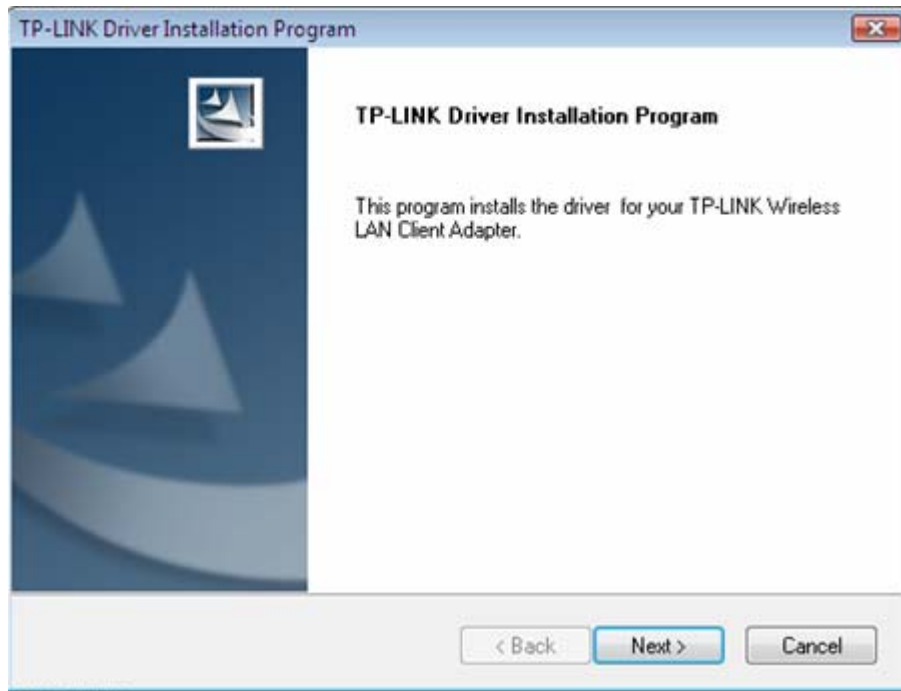 TP-LINK Driver Installation Program
TP-LINK Driver Installation Program
This program installs the driver for your TP-LINK Wireless
LAN Client Adapter.
< Back
Next >
Cancel